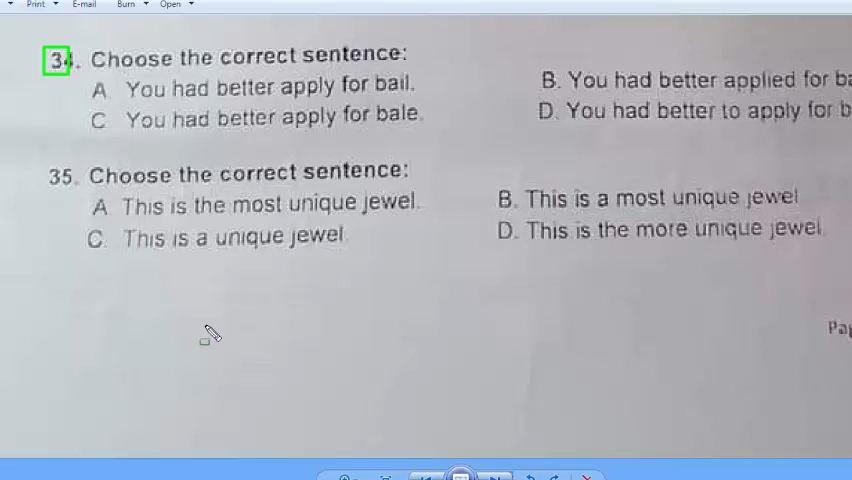 Print E-mail Burn Open
34. Choose the correct sentence:
A You had better apply for bail. B. You had better applied for
C You had better apply for bale. D. You had better to apply for
35. Choose the correct sentence:
A This is the most unique jewel. B. This is a most unique jewel
C. This is a unique jewel D. This is the more unique jewel